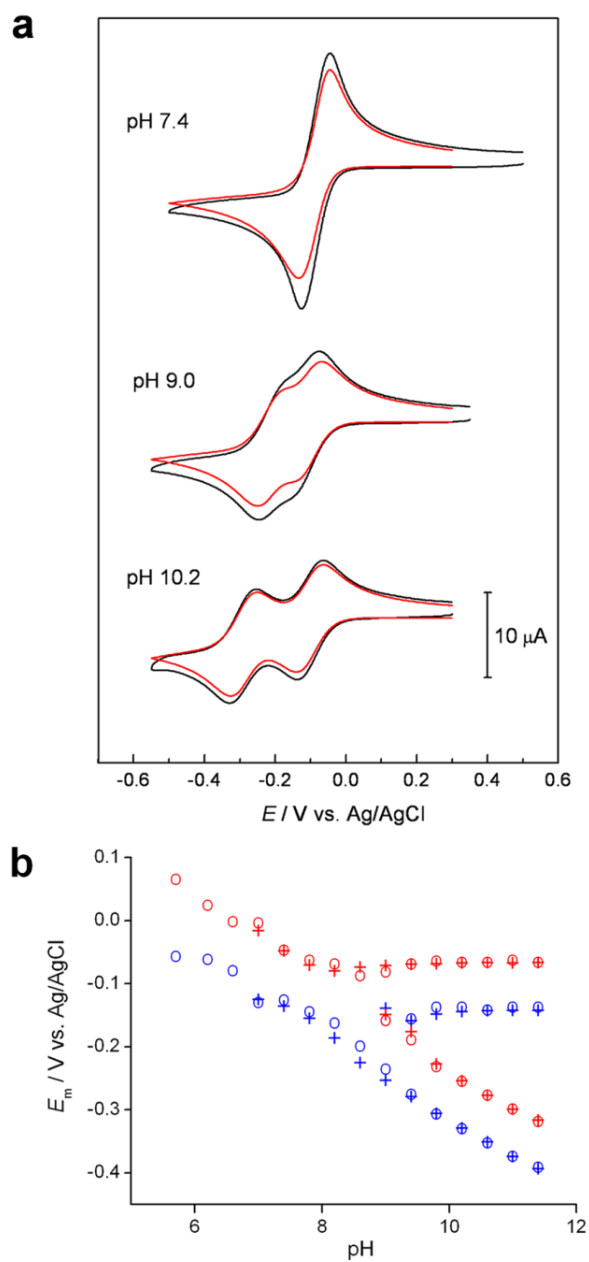 a
pH 7.4
pH 9.0
pH 10.2
10 μA
-0.6 -0.4 -0.2 0.0 0.2 0.4 0.6
E / V vs. Ag/AgCl
b
0.1
0.0
-0.1
-0.2
-0.3
-0.4
Em / V vs. Ag/AgCl
6 8 10 12
pH